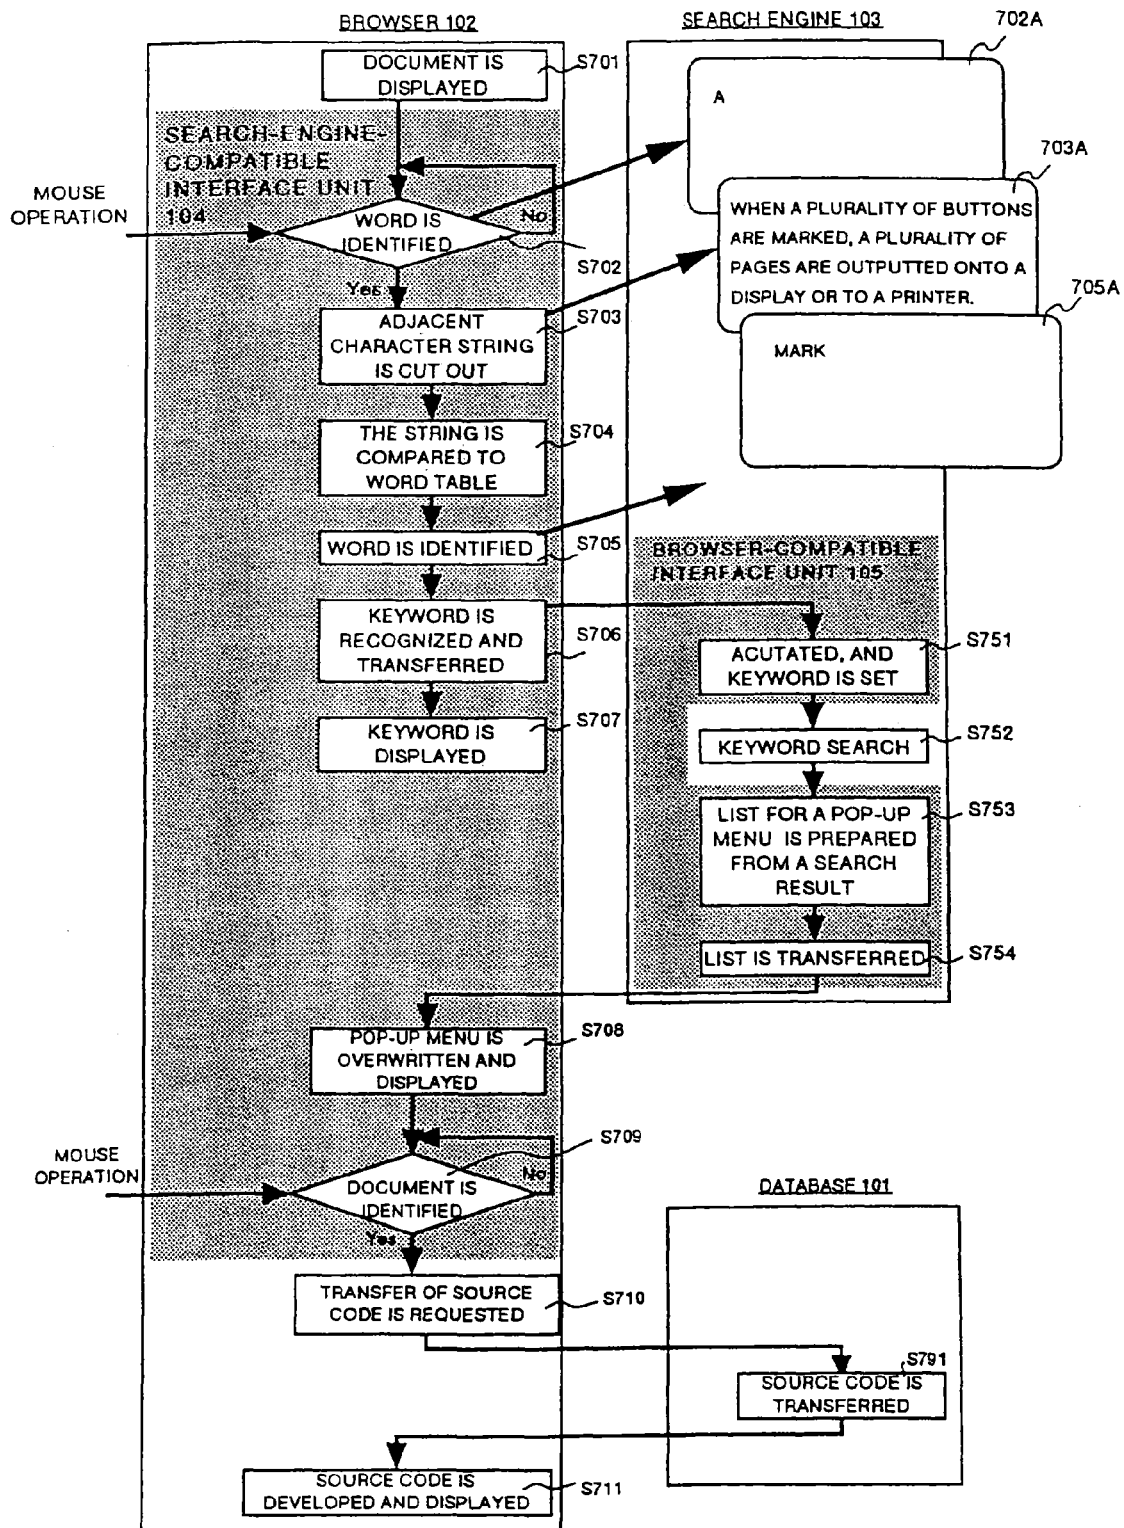 BROWSER 102
SEARCH ENGINE 103
702A
DOCUMENT IS
DISPLAYED
S701
A
SEARCH-ENGINE-
COMPATIBLE
INTERFACE UNIT
104
703A
MOUSE
OPERATION
WORD IS
IDENTIFIED
No
S702
Yes
WHEN A PLURALITY OF BUTTONS
ARE MARKED, A PLURALITY OF
PAGES ARE OUTPUTTED ONTO A
DISPLAY OR TO A PRINTER.
705A
ADJACENT
CHARACTER STRING
IS CUT OUT
S703
MARK
THE STRING IS
COMPARED TO
WORD TABLE
S704
WORD IS IDENTIFIED
S705
BROWSER-COMPATIBLE
INTERFACE UNIT 105
KEYWORD IS
RECOGNIZED AND
TRANSFERRED
S706
ACUTATED, AND
KEYWORD IS SET
S751
KEYWORD IS
DISPLAYED
S707
KEYWORD SEARCH
S752
LIST FOR A POP-UP
MENU IS PREPARED
FROM A SEARCH
RESULT
S753
LIST IS TRANSFERRED
S754
POP-UP MENU IS
OVERWRITTEN AND
DISPLAYED
S708
S709
MOUSE
OPERATION
DOCUMENT IS
IDENTIFIED
No
Yes
DATABASE 101
TRANSFER OF SOURCE
CODE IS REQUESTED
S710
S791
SOURCE CODE IS
TRANSFERRED
SOURCE CODE IS
DEVELOPED AND DISPLAYED
S711